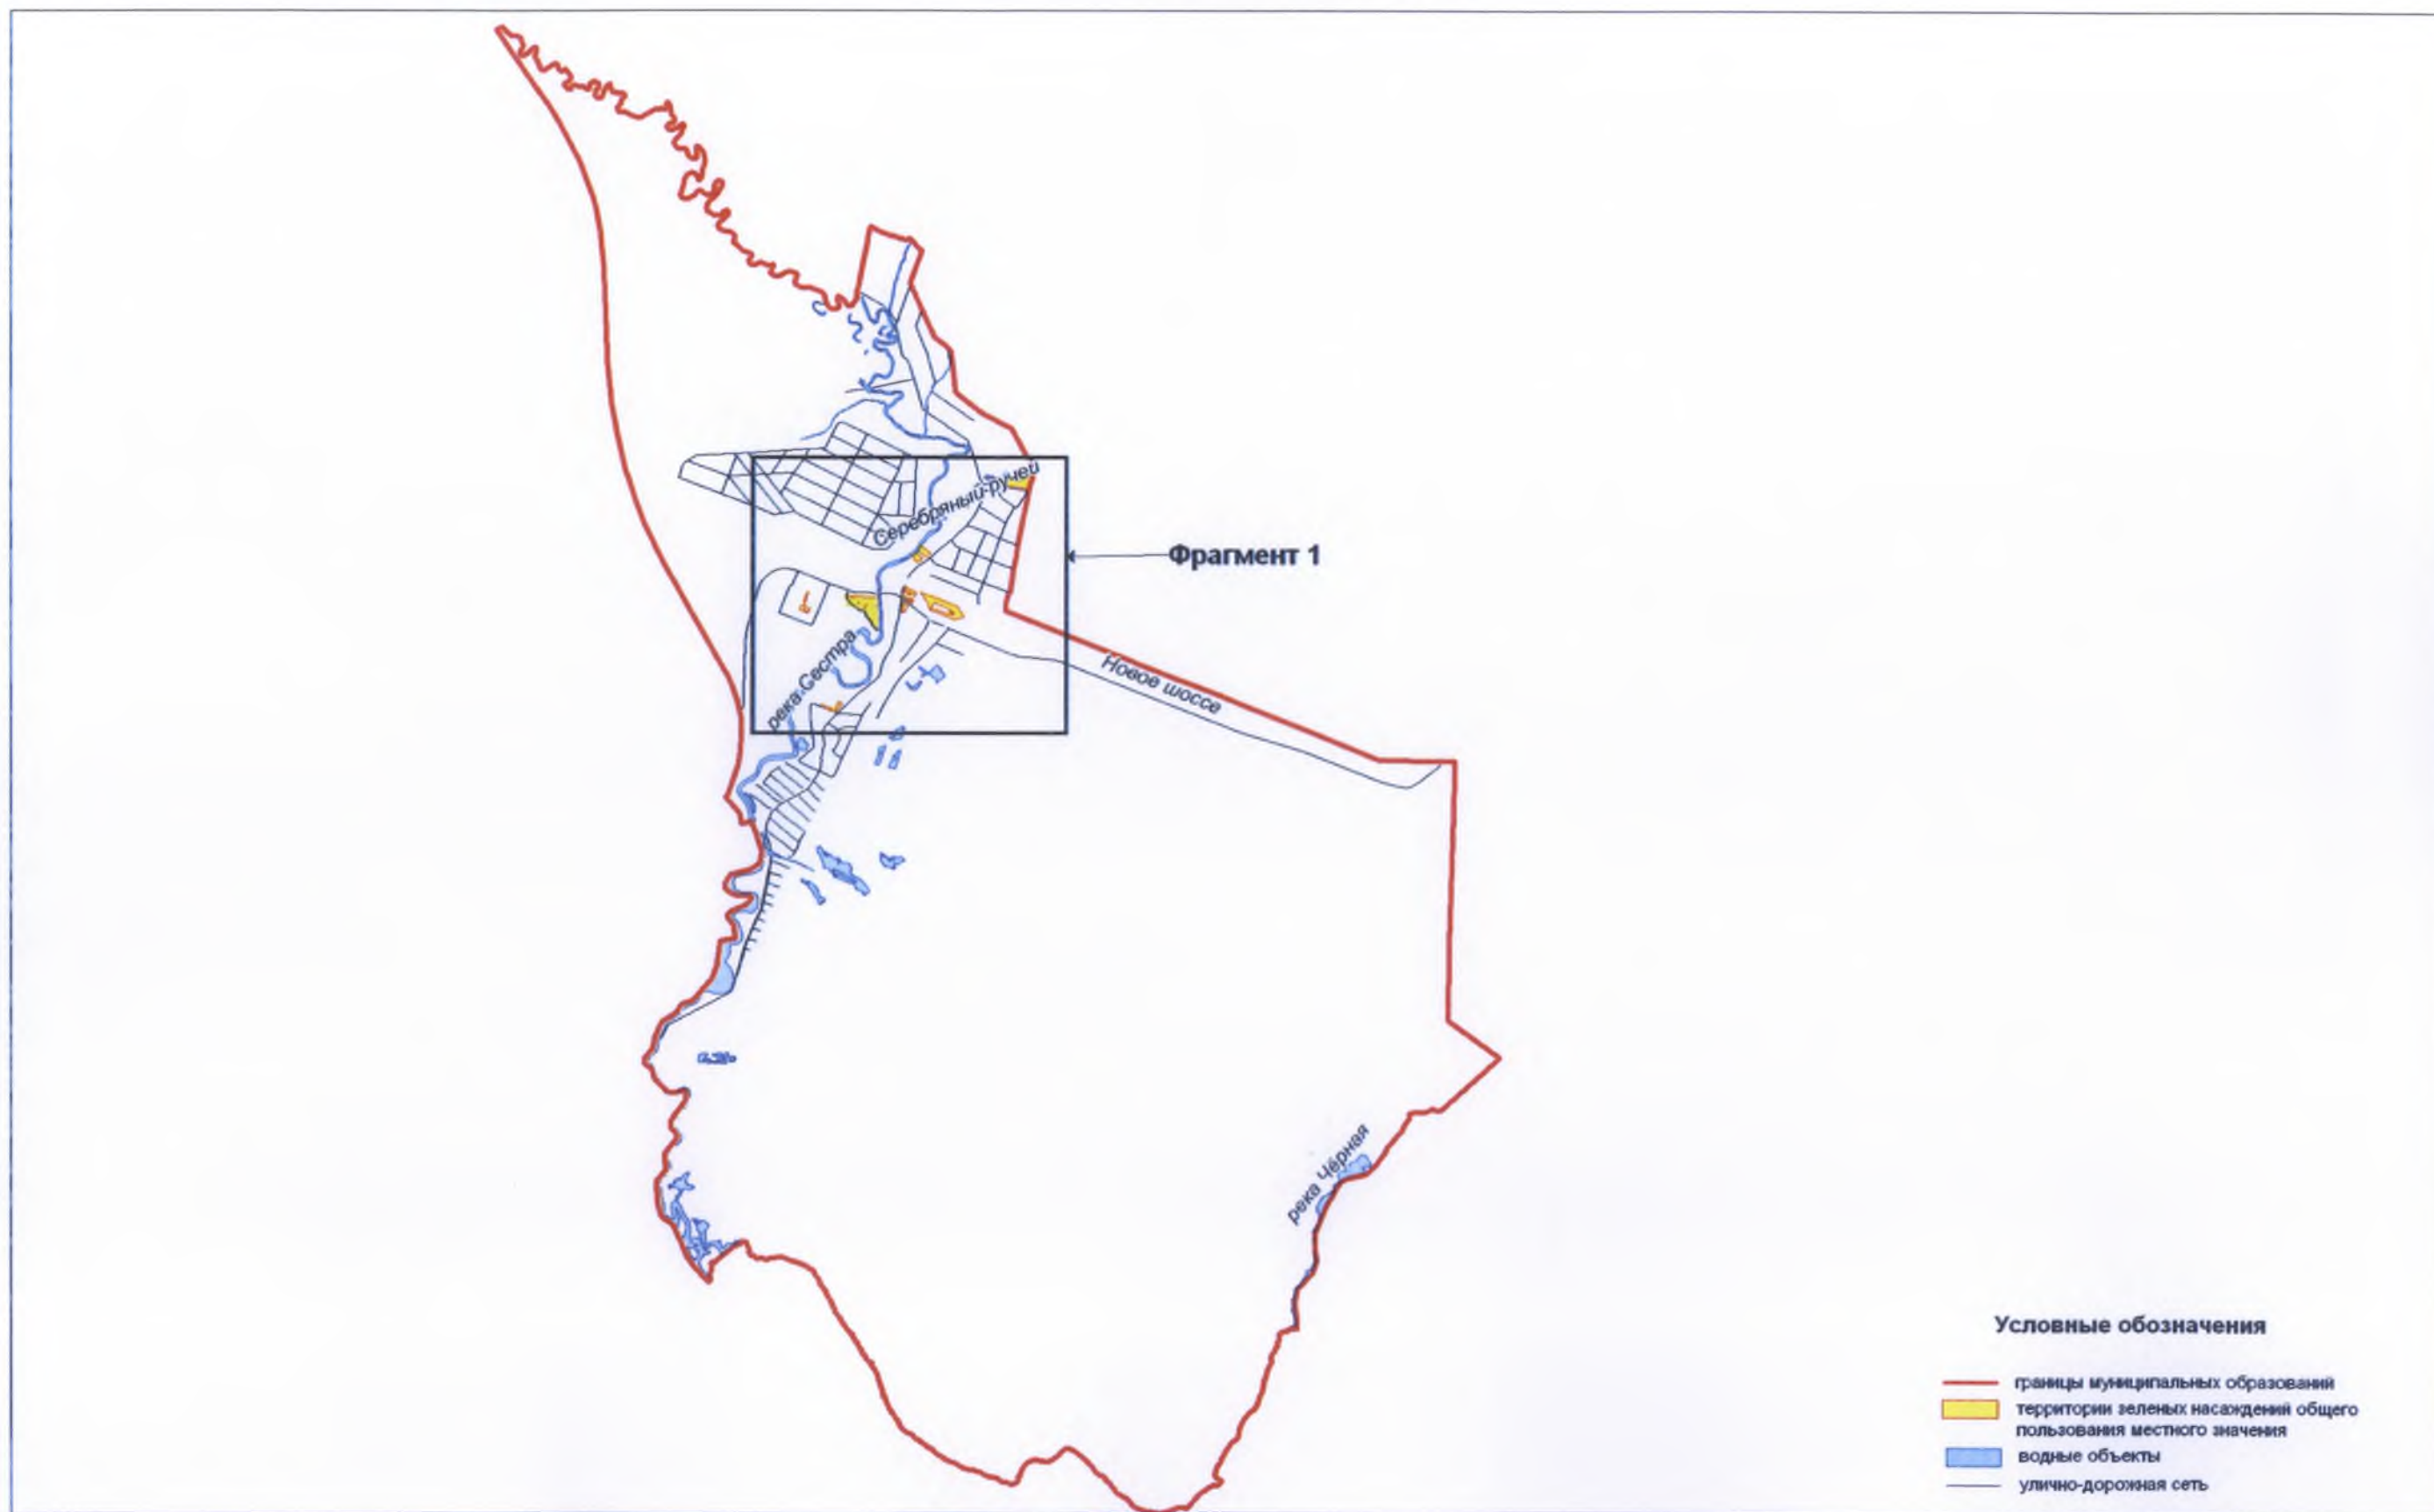 Серебряный ручей
Фрагмент 1
река Сестра
Новое шоссе
река Чёрная
Условные обозначения
границы муниципальных образований
территории зеленых насаждений общего
пользования местного значения
водные объекты
улично-дорожная сеть